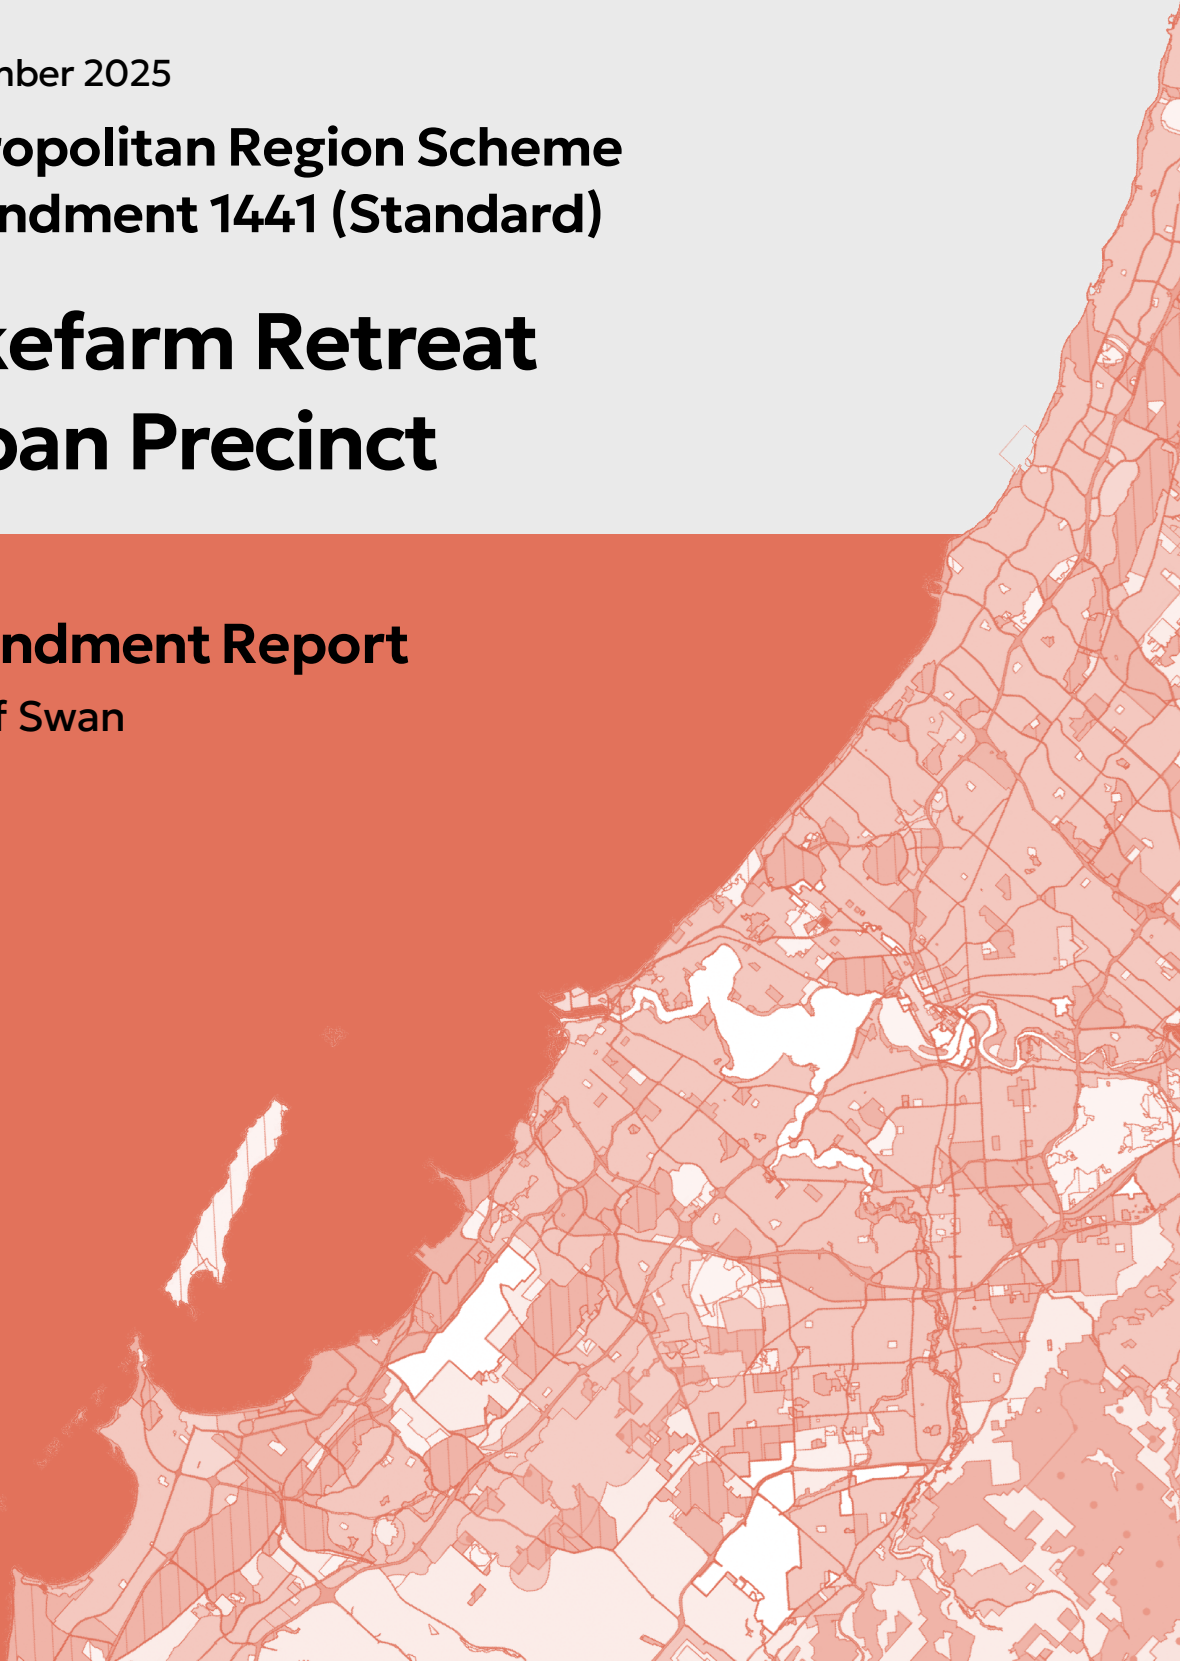 mber 2025
ropolitan Region Scheme
ndment 1441 (Standard)
kefarm Retreat
ban Precinct
ndment Report
f Swan